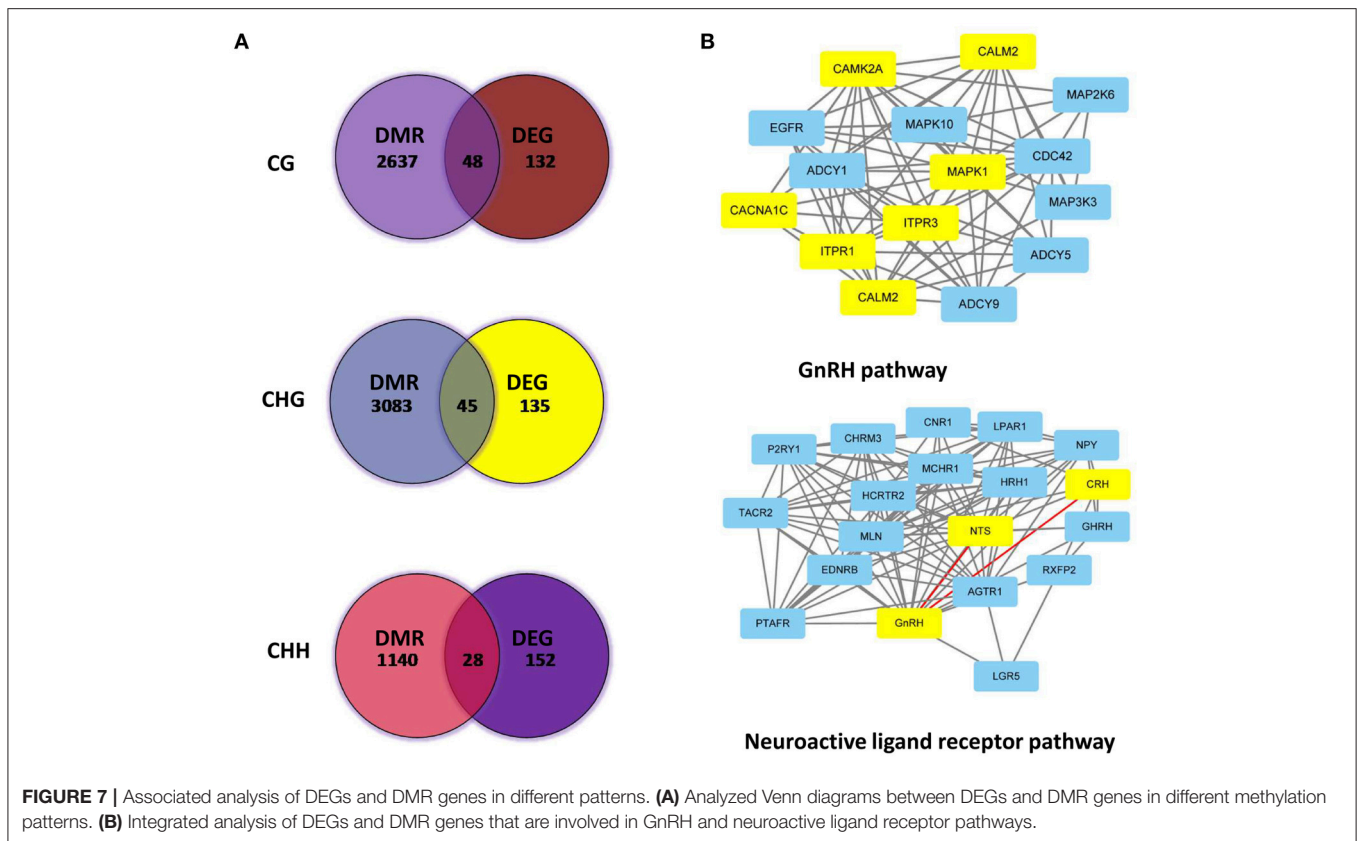 A
CG
DMR
2637
48
DEG
132
CHG
DMR
3083
45
DEG
135
CHH
DMR
1140
28
DEG
152
B
CALM2
CAMK2A
MAP2K6
EGFR
MAPK10
CDC42
ADCY1
MAPK1
MAP3K3
CACNA1C
ITPR3
ITPR1
ADCY5
CALM2
ADCY9
GnRH pathway
CNR1
LPAR1
CHRM3
P2RY1
NPY
MCHR1
HRH1
CRH
HCRTR2
TACR2
NTS
GHRH
MLN
EDNRB
RXFP2
AGTR1
PTAFR
GnRH
LGR5
Neuroactive ligand receptor pathway
FIGURE 7 | Associated analysis of DEGs and DMR genes in different patterns. (A) Analyzed Venn diagrams between DEGs and DMR genes in different methylation
patterns. (B) Integrated analysis of DEGs and DMR genes that are involved in GnRH and neuroactive ligand receptor pathways.